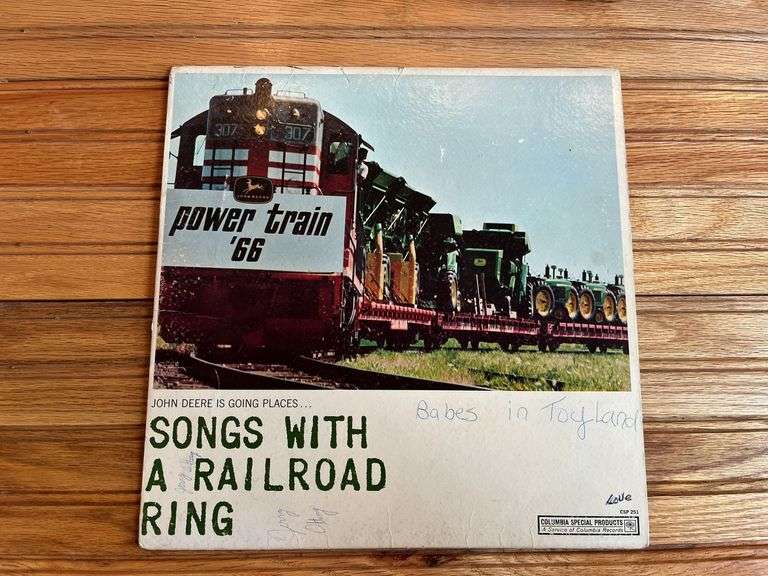 307 307
JOHN DEERE
power train
'66
JOHN DEERE IS GOING PLACES...
Babes in ToyLand
SONGS WITH
A RAILROAD
RING
Love
CSP 251
COLUMBIA SPECIAL PRODUCTS
A Service of Columbia Records